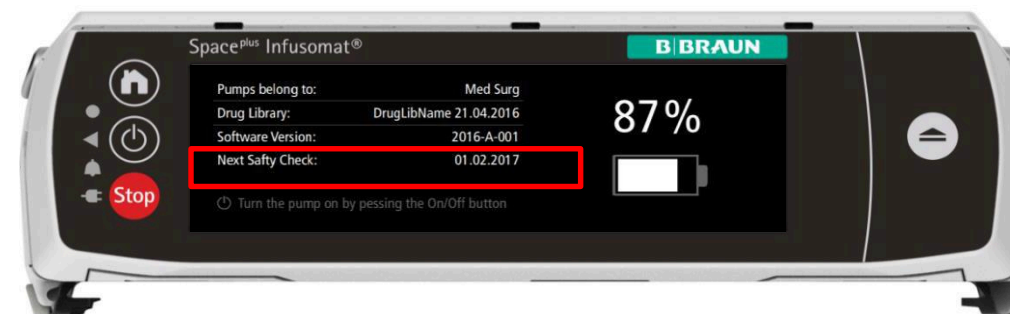 Space plus Infusomat®
B BRAUN
Pumps belong to: Med Surg
Drug Library: DrugLibName 21.04.2016
Software Version: 2016-A-001
Next Safty Check: 01.02.2017
Turn the pump on by pessing the On/Off button
87%
Stop